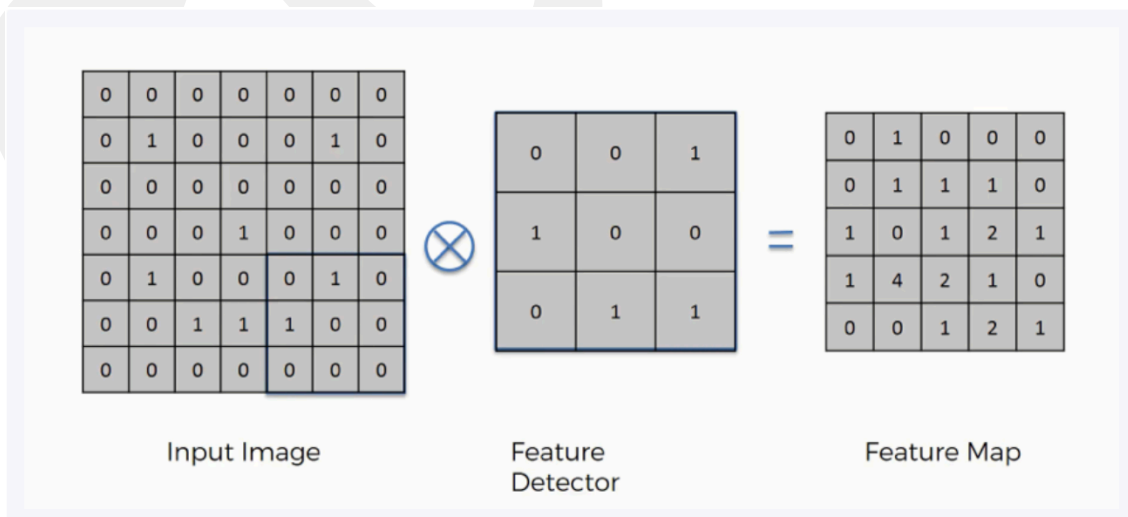 0 0 0 0 0 0 0
0 1 0 0 0 1 0
0 0 0 0 0 0 0
0 0 0 1 0 0 0
0 1 0 0 0 1 0
0 0 1 1 1 0 0
0 0 0 0 0 0 0
Input Image
0 0 1
1 0 0
0 1 1
Feature
Detector
=
0 1 0 0 0
0 1 1 1 0
1 0 1 2 1
1 4 2 1 0
0 0 1 2 1
Feature Map